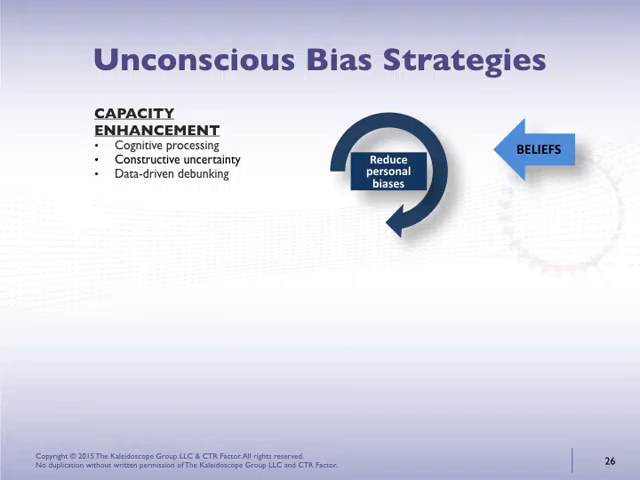 Unconscious Bias Strategies
CAPACITY
ENHANCEMENT
• Cognitive processing
• Constructive uncertainty
• Data-driven debunking
Reduce
personal
biases
BELIEFS
Copyright © 2015 The Kaleidoscope Group LLC & CTR Factor. All rights reserved.
No duplication without written permission of The Kaleidoscope Group LLC and CTR Factor.
26